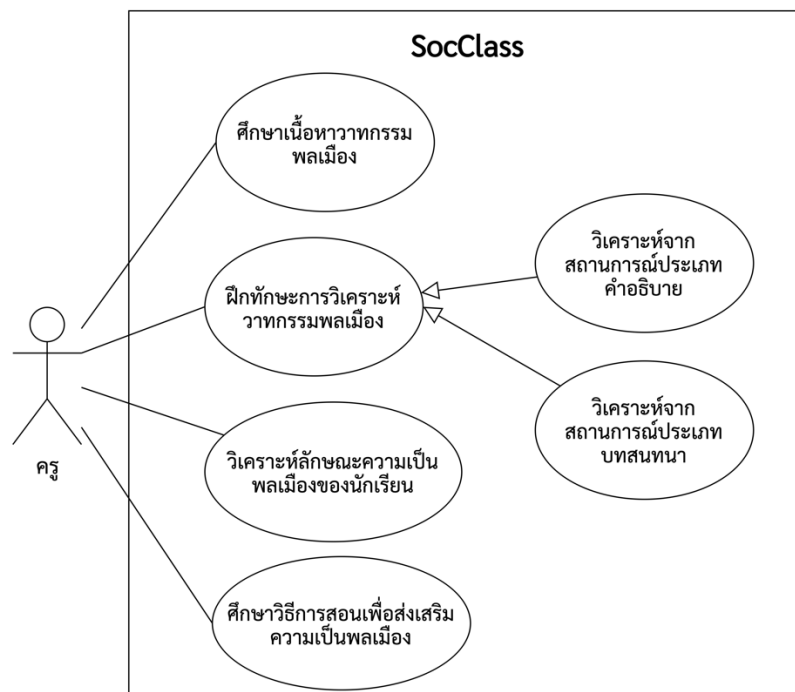 SocClass
ศึกษาเนื้อหาวาทกรรม
พลเมือง
ฝึกทักษะการวิเคราะห์
วาทกรรมพลเมือง
วิเคราะห์จาก
สถานการณ์ประเภท
คำอธิบาย
วิเคราะห์จาก
สถานการณ์ประเภท
บทสนทนา
ครู
วิเคราะห์ลักษณะความเป็น
พลเมืองของนักเรียน
ศึกษาวิธีการสอนเพื่อส่งเสริม
ความเป็นพลเมือง